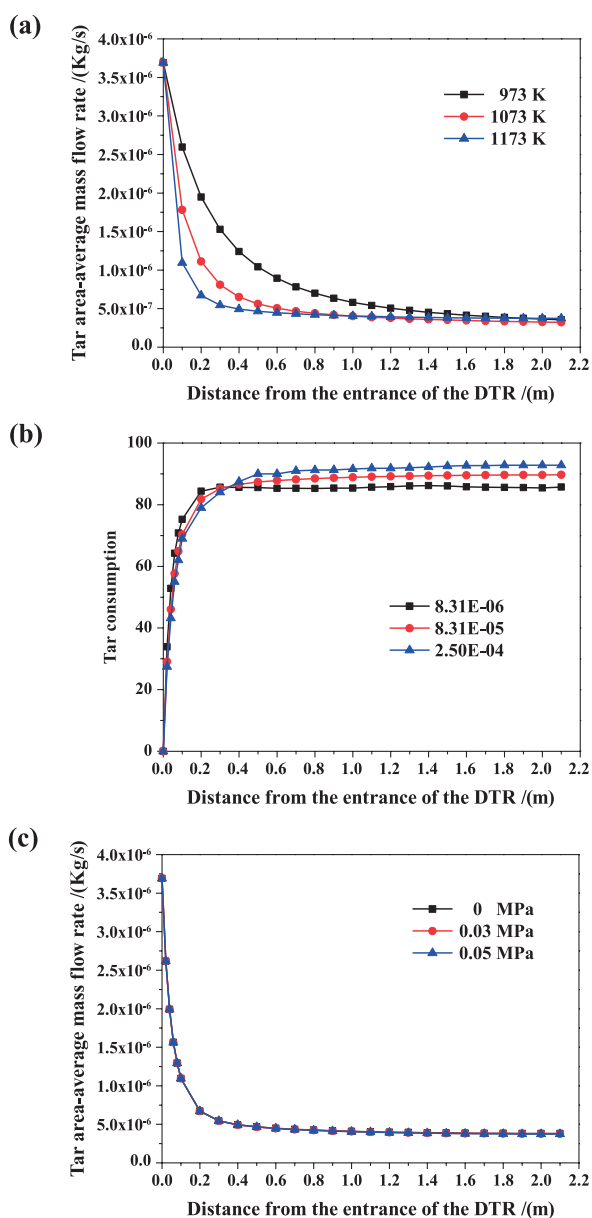 (a)
4.0x10⁻⁶
3.5x10⁻⁶
3.0x10⁻⁶
2.5x10⁻⁶
2.0x10⁻⁶
1.5x10⁻⁶
1.0x10⁻⁶
5.0x10⁻⁷
0.0
Tar area-average mass flow rate /(Kg/s)
973 K
1073 K
1173 K
0.0 0.2 0.4 0.6 0.8 1.0 1.2 1.4 1.6 1.8 2.0 2.2
Distance from the entrance of the DTR /(m)
(b)
100
80
60
40
20
0
Tar consumption
8.31E-06
8.31E-05
2.50E-04
0.0 0.2 0.4 0.6 0.8 1.0 1.2 1.4 1.6 1.8 2.0 2.2
Distance from the entrance of the DTR /(m)
(c)
4.0x10⁻⁶
3.5x10⁻⁶
3.0x10⁻⁶
2.5x10⁻⁶
2.0x10⁻⁶
1.5x10⁻⁶
1.0x10⁻⁶
5.0x10⁻⁷
0.0
Tar area-average mass flow rate /(Kg/s)
0 MPa
0.03 MPa
0.05 MPa
0.0 0.2 0.4 0.6 0.8 1.0 1.2 1.4 1.6 1.8 2.0 2.2
Distance from the entrance of the DTR /(m)